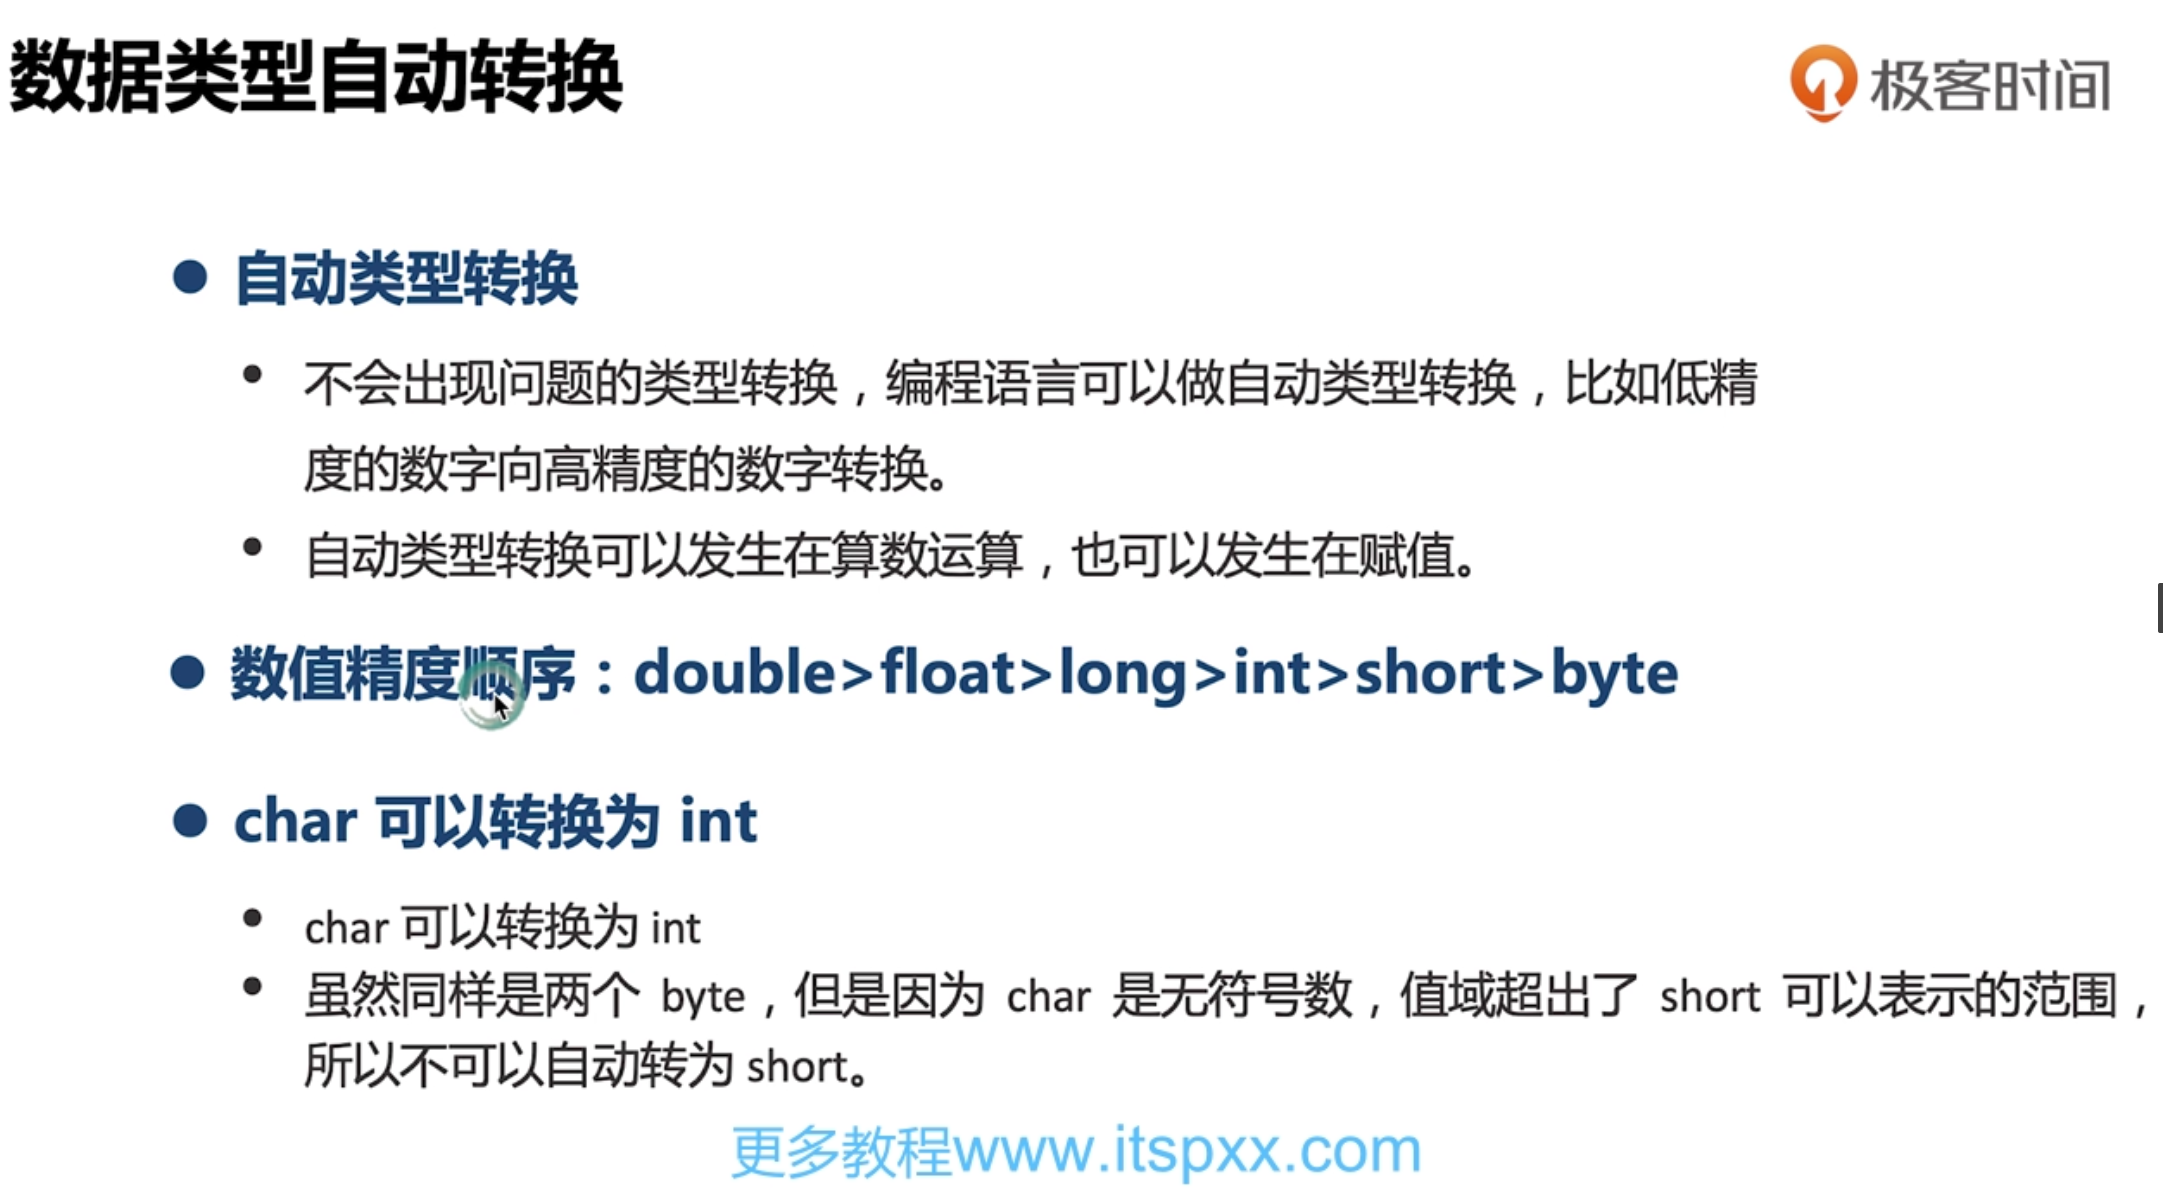 数据类型自动转换
极客时间
自动类型转换
不会出现问题的类型转换，编程语言可以做自动类型转换，比如低精
度的数字向高精度的数字转换。
自动类型转换可以发生在算数运算，也可以发生在赋值。
数值精度顺序：double>float>long>int>short>byte
char 可以转换为 int
char 可以转换为 int
虽然同样是两个 byte，但是因为 char 是无符号数，值域超出了 short 可以表示的范围，
所以不可以自动转为 short。
更多教程www.itspxx.com